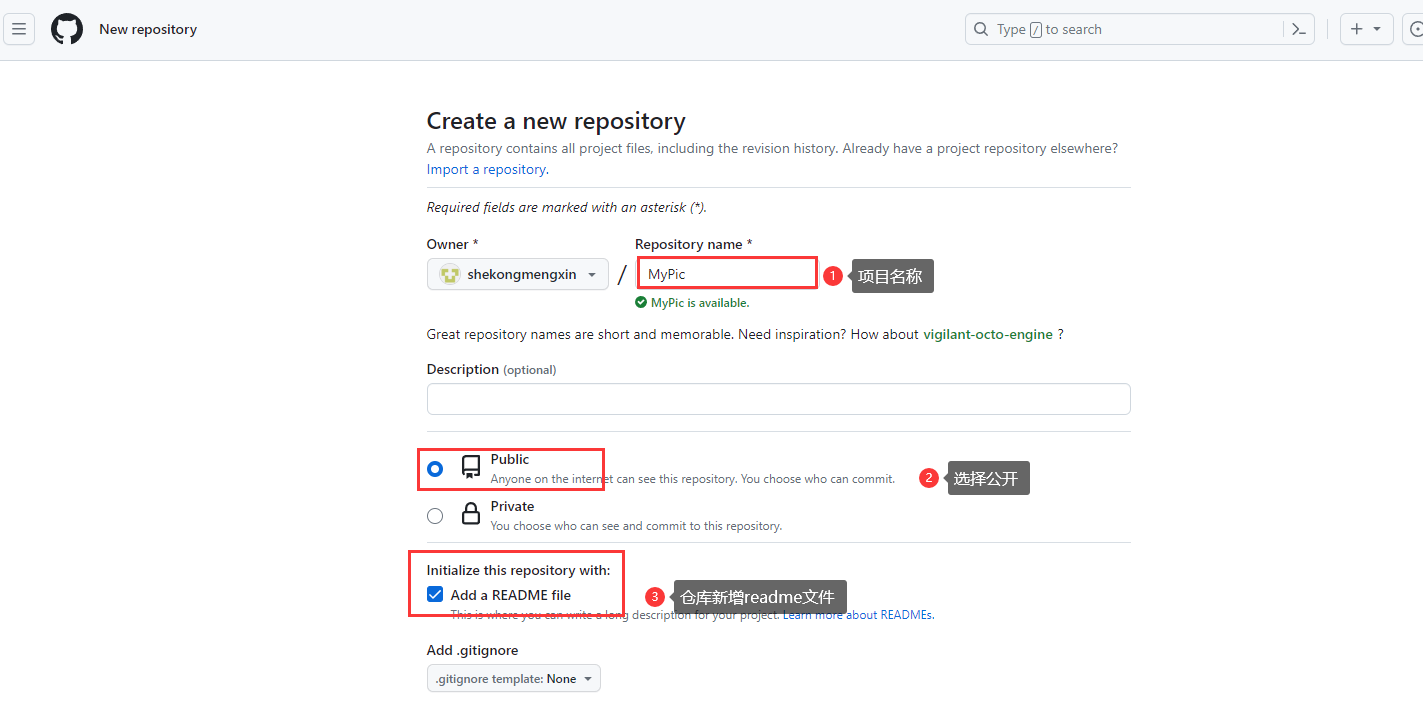 New repository
Type / to search
Create a new repository
A repository contains all project files, including the revision history. Already have a project repository elsewhere?
Import a repository.
Required fields are marked with an asterisk (*).
Owner *
Repository name *
shekongmengxin / MyPic
1 项目名称
MyPic is available.
Great repository names are short and memorable. Need inspiration? How about vigilant-octo-engine ?
Description (optional)
Public
Anyone on the internet can see this repository. You choose who can commit.
2 选择公开
Private
You choose who can see and commit to this repository.
Initialize this repository with:
Add a README file
3 仓库新增readme文件
This is where you can write a long description for your project. Learn more about READMEs.
Add .gitignore
.gitignore template: None